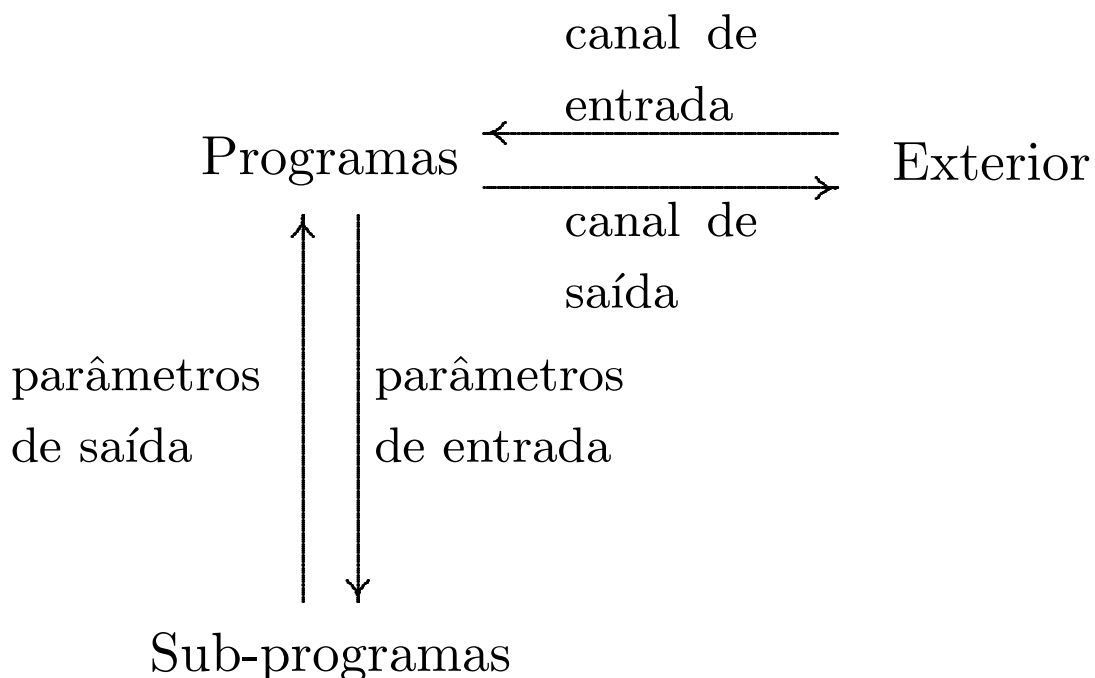 canal de
entrada
Programas
Exterior
canal de
saída
parâmetros
de saída
parâmetros
de entrada
Sub-programas